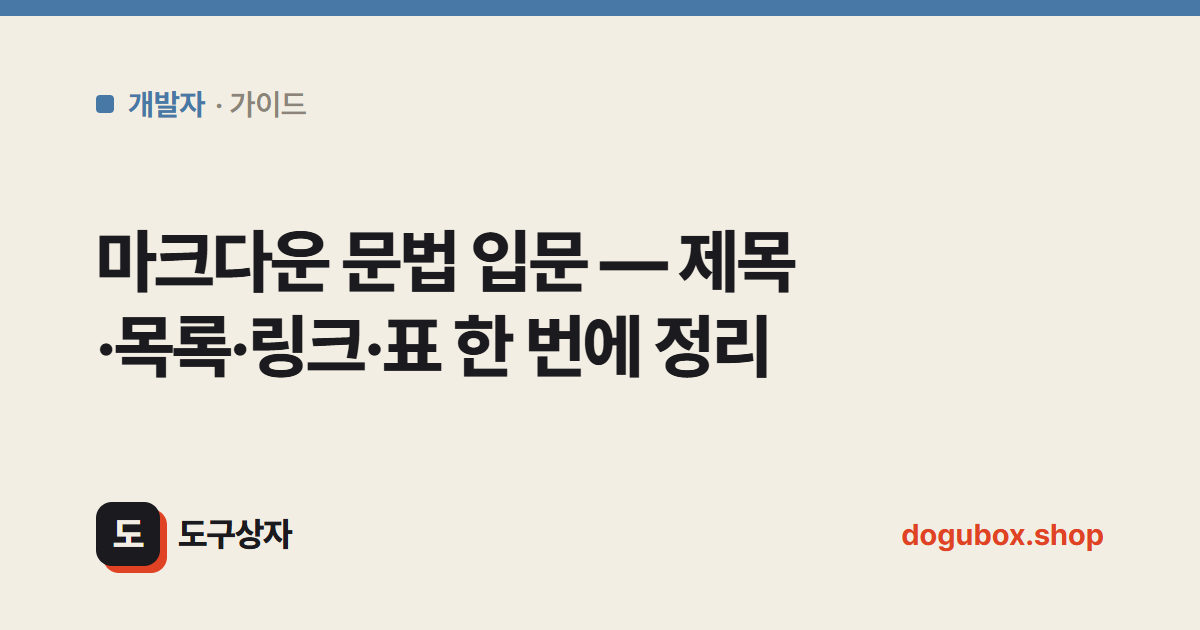 개발자 · 가이드
마크다운 문법 입문 — 제목
·목록·링크·표 한 번에 정리
도 도구상자
dogubox.shop